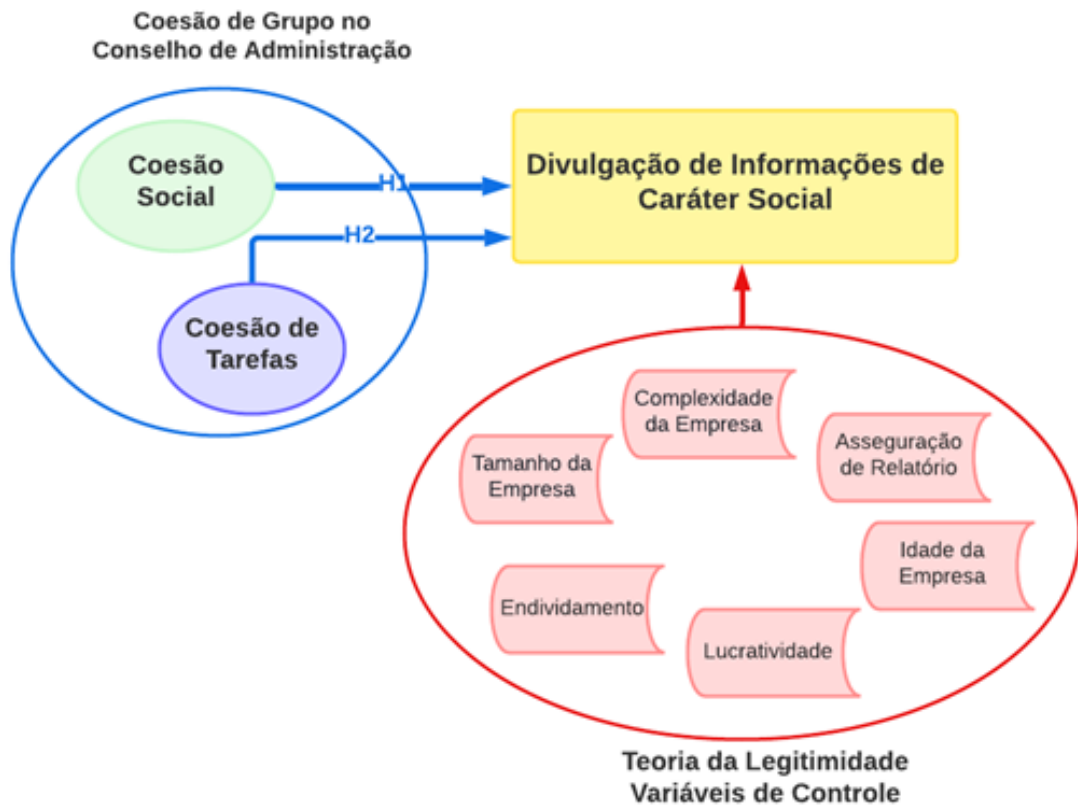 Coesão de Grupo no
Conselho de Administração
Coesão
Social
H1
Divulgação de Informações de
Caráter Social
H2
Coesão de
Tarefas
Complexidade
da Empresa
Asseguração
de Relatório
Tamanho da
Empresa
Idade da
Empresa
Endividamento
Lucratividade
Teoria da Legitimidade
Variáveis de Controle